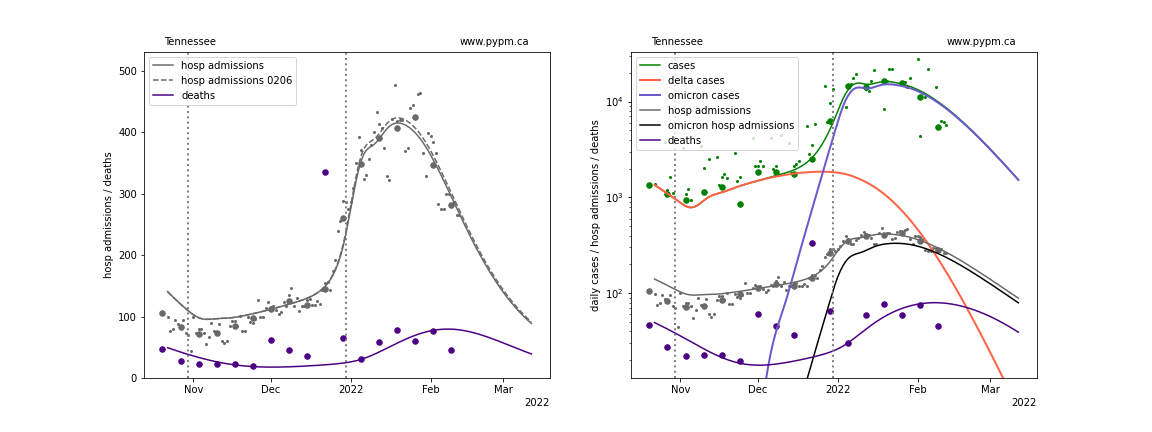 Tennessee
www.pypm.ca
hosp admissions
hosp admissions 0206
deaths
hosp admissions / deaths
500
400
300
200
100
0
Nov
Dec
2022
Feb
Mar
2022
Tennessee
www.pypm.ca
cases
delta cases
omicron cases
hosp admissions
omicron hosp admissions
deaths
daily cases / hosp admissions / deaths
10⁴
10³
10²
Nov
Dec
2022
Feb
Mar
2022